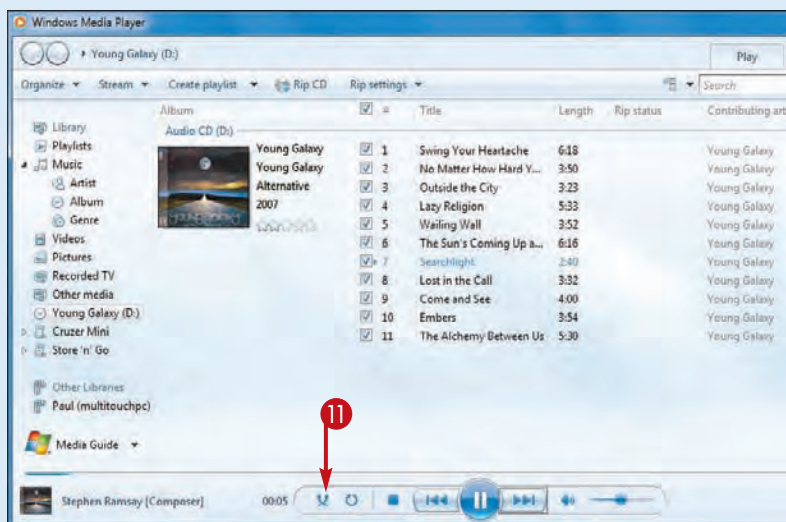 Windows Media Player
Young Galaxy (D:)
Play
Organize Stream Create playlist Rip CD Rip settings Search
Album # Title Length Rip status Contributing art
Audio CD (D:)
Library
Playlists
Music
Artist
Album
Genre
Videos
Pictures
Recorded TV
Other media
Young Galaxy (D:)
Cruzer Mini
Store 'n' Go
Other Libraries
Paul (multitouchpc)
Media Guide
Young Galaxy
Young Galaxy
Alternative
2007
1 Swing Your Heartache 6:18 Young Galaxy
2 No Matter How Hard Y... 3:50 Young Galaxy
3 Outside the City 3:23 Young Galaxy
4 Lazy Religion 5:33 Young Galaxy
5 Wailing Wall 3:52 Young Galaxy
6 The Sun's Coming Up a... 6:16 Young Galaxy
7 Searchlight 2:40 Young Galaxy
8 Lost in the Call 3:32 Young Galaxy
9 Come and See 4:00 Young Galaxy
10 Embers 3:54 Young Galaxy
11 The Alchemy Between Us 5:30 Young Galaxy
11
Stephen Ramsay [Composer] 00:05